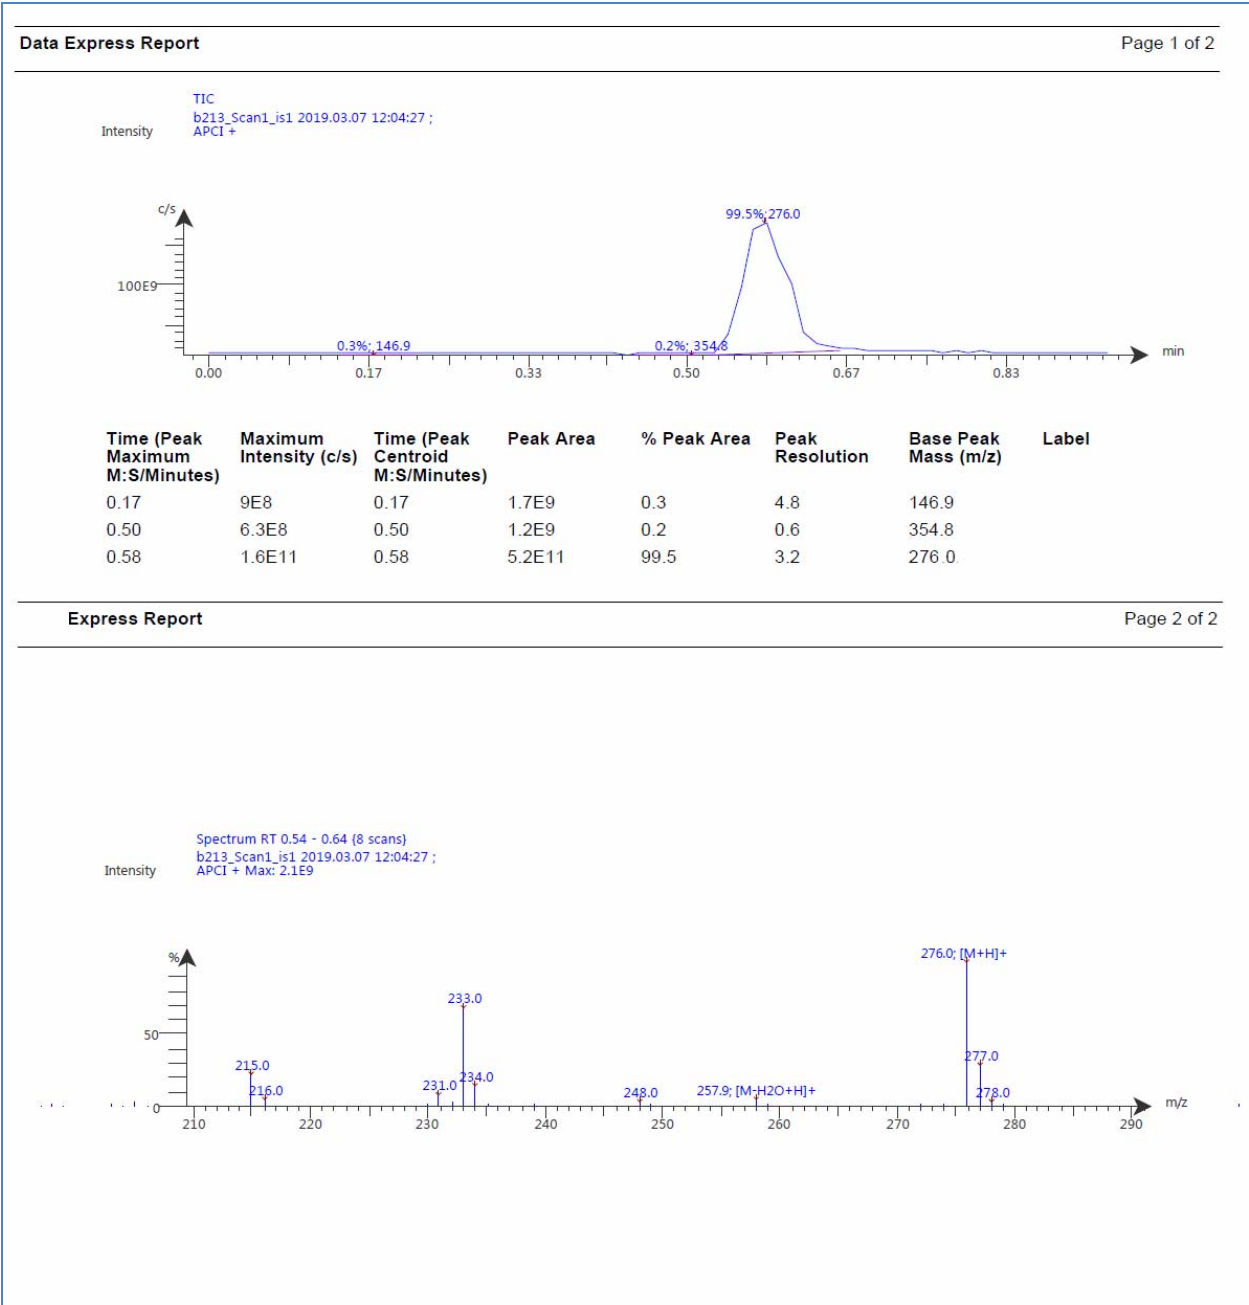 Data Express Report Page 1 of 2
TIC
b213_Scan1_is1 2019.03.07 12:04:27 ;
Intensity APCI +
c/s
99.5%; 276.0
100E9
0.3%; 146.9 0.2%; 354.8
min
0.00 0.17 0.33 0.50 0.67 0.83
Time (Peak Maximum Time (Peak Peak Area % Peak Area Peak Base Peak Label
Maximum Intensity (c/s) Centroid Resolution Mass (m/z)
M:S/Minutes) M:S/Minutes)
0.17 9E8 0.17 1.7E9 0.3 4.8 146.9
0.50 6.3E8 0.50 1.2E9 0.2 0.6 354.8
0.58 1.6E11 0.58 5.2E11 99.5 3.2 276.0
Express Report Page 2 of 2
Spectrum RT 0.54 - 0.64 {8 scans}
b213_Scan1_is1 2019.03.07 12:04:27 ;
Intensity APCI + Max: 2.1E9
%
276.0; [M+H]+
233.0
50
277.0
215.0
234.0
231.0
216.0 248.0 257.9; [M-H2O+H]+ 278.0
0
m/z
210 220 230 240 250 260 270 280 290